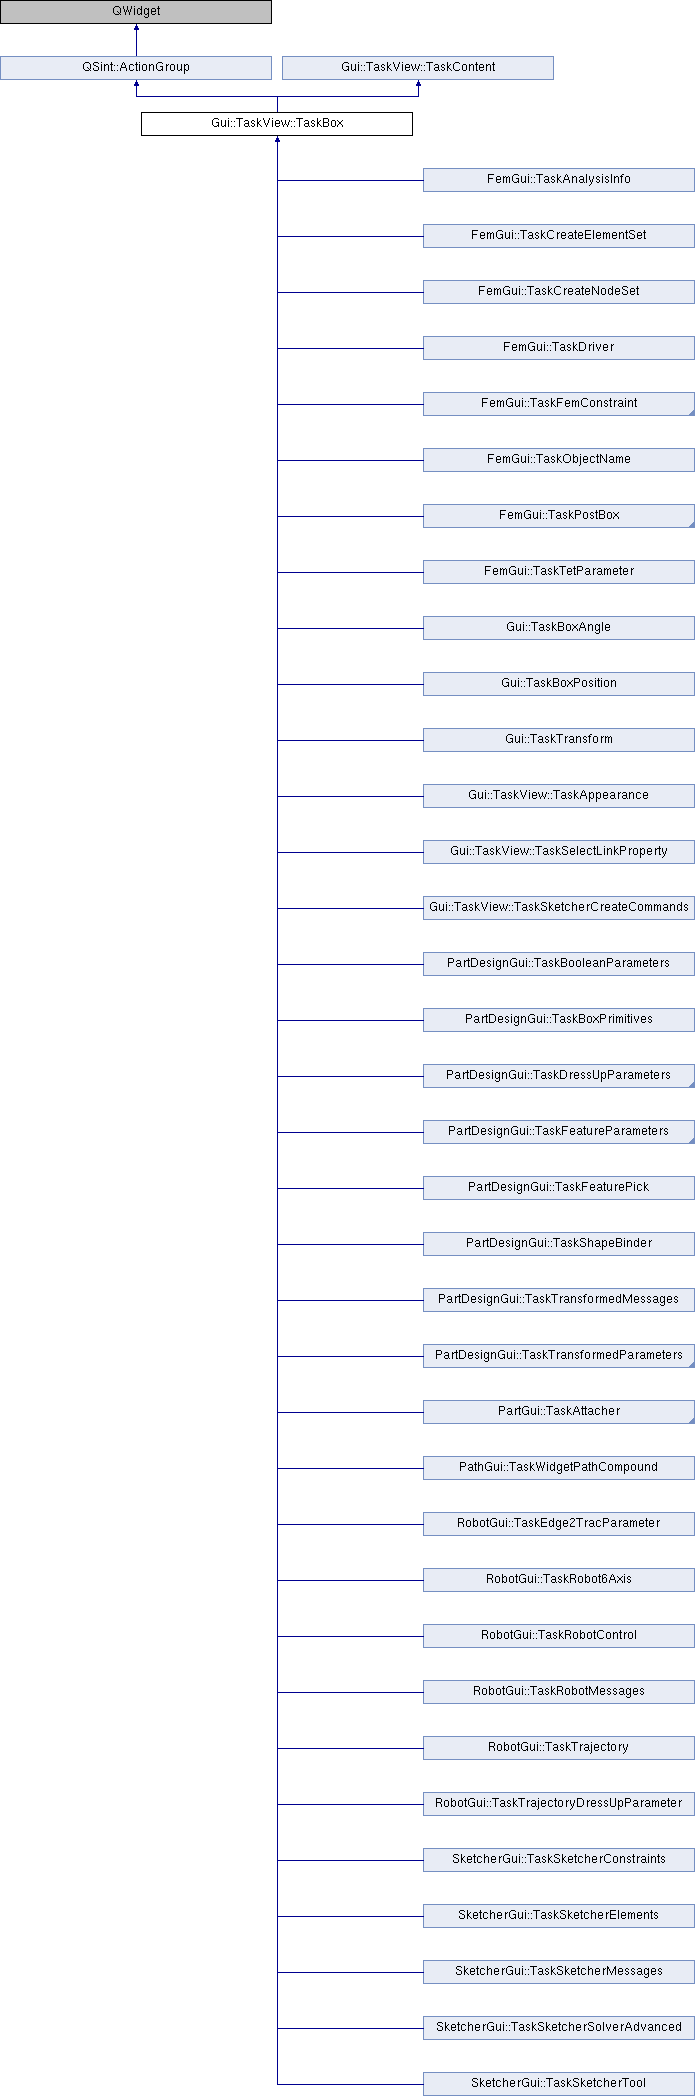 QWidget
QSint::ActionGroup
Gui::TaskView::TaskContent
Gui::TaskView::TaskBox
FemGui::TaskAnalysisInfo
FemGui::TaskCreateElementSet
FemGui::TaskCreateNodeSet
FemGui::TaskDriver
FemGui::TaskFemConstraint
FemGui::TaskObjectName
FemGui::TaskPostBox
FemGui::TaskTetParameter
Gui::TaskBoxAngle
Gui::TaskBoxPosition
Gui::TaskTransform
Gui::TaskView::TaskAppearance
Gui::TaskView::TaskSelectLinkProperty
Gui::TaskView::TaskSketcherCreateCommands
PartDesignGui::TaskBooleanParameters
PartDesignGui::TaskBoxPrimitives
PartDesignGui::TaskDressUpParameters
PartDesignGui::TaskFeatureParameters
PartDesignGui::TaskFeaturePick
PartDesignGui::TaskShapeBinder
PartDesignGui::TaskTransformedMessages
PartDesignGui::TaskTransformedParameters
PartGui::TaskAttacher
PathGui::TaskWidgetPathCompound
RobotGui::TaskEdge2TracParameter
RobotGui::TaskRobot6Axis
RobotGui::TaskRobotControl
RobotGui::TaskRobotMessages
RobotGui::TaskTrajectory
RobotGui::TaskTrajectoryDressUpParameter
SketcherGui::TaskSketcherConstraints
SketcherGui::TaskSketcherElements
SketcherGui::TaskSketcherMessages
SketcherGui::TaskSketcherSolverAdvanced
SketcherGui::TaskSketcherTool